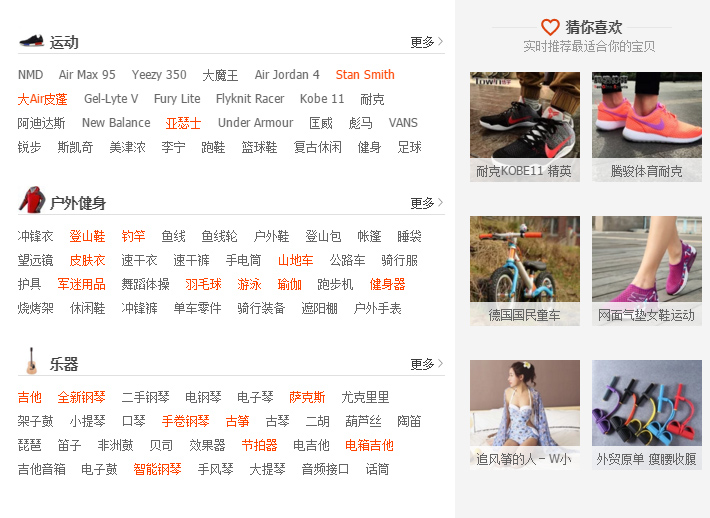 运动 更多
NMD Air Max 95 Yeezy 350 大魔王 Air Jordan 4 Stan Smith
大Air皮蓬 Gel-Lyte V Fury Lite Flyknit Racer Kobe 11 耐克
阿迪达斯 New Balance 亚瑟士 Under Armour 匡威 彪马 VANS
锐步 斯凯奇 美津浓 李宁 跑鞋 篮球鞋 复古休闲 健身 足球
户外健身 更多
冲锋衣 登山鞋 钓竿 鱼线 鱼线轮 户外鞋 登山包 帐篷 睡袋
望远镜 皮肤衣 速干衣 速干裤 手电筒 山地车 公路车 骑行服
护具 军迷用品 舞蹈体操 羽毛球 游泳 瑜伽 跑步机 健身器
烧烤架 休闲鞋 冲锋裤 单车零件 骑行装备 遮阳棚 户外手表
乐器 更多
吉他 全新钢琴 二手钢琴 电钢琴 电子琴 萨克斯 尤克里里
架子鼓 小提琴 口琴 手卷钢琴 古筝 古琴 二胡 葫芦丝 陶笛
琵琶 笛子 非洲鼓 贝司 效果器 节拍器 电吉他 电箱吉他
吉他音箱 电子鼓 智能钢琴 手风琴 大提琴 音频接口 话筒
猜你喜欢
实时推荐最适合你的宝贝
耐克KOBE11 精英
腾骏体育耐克
德国国民童车
网面气垫女鞋运动
追风筝的人－W小
外贸原单 瘦腰收腹